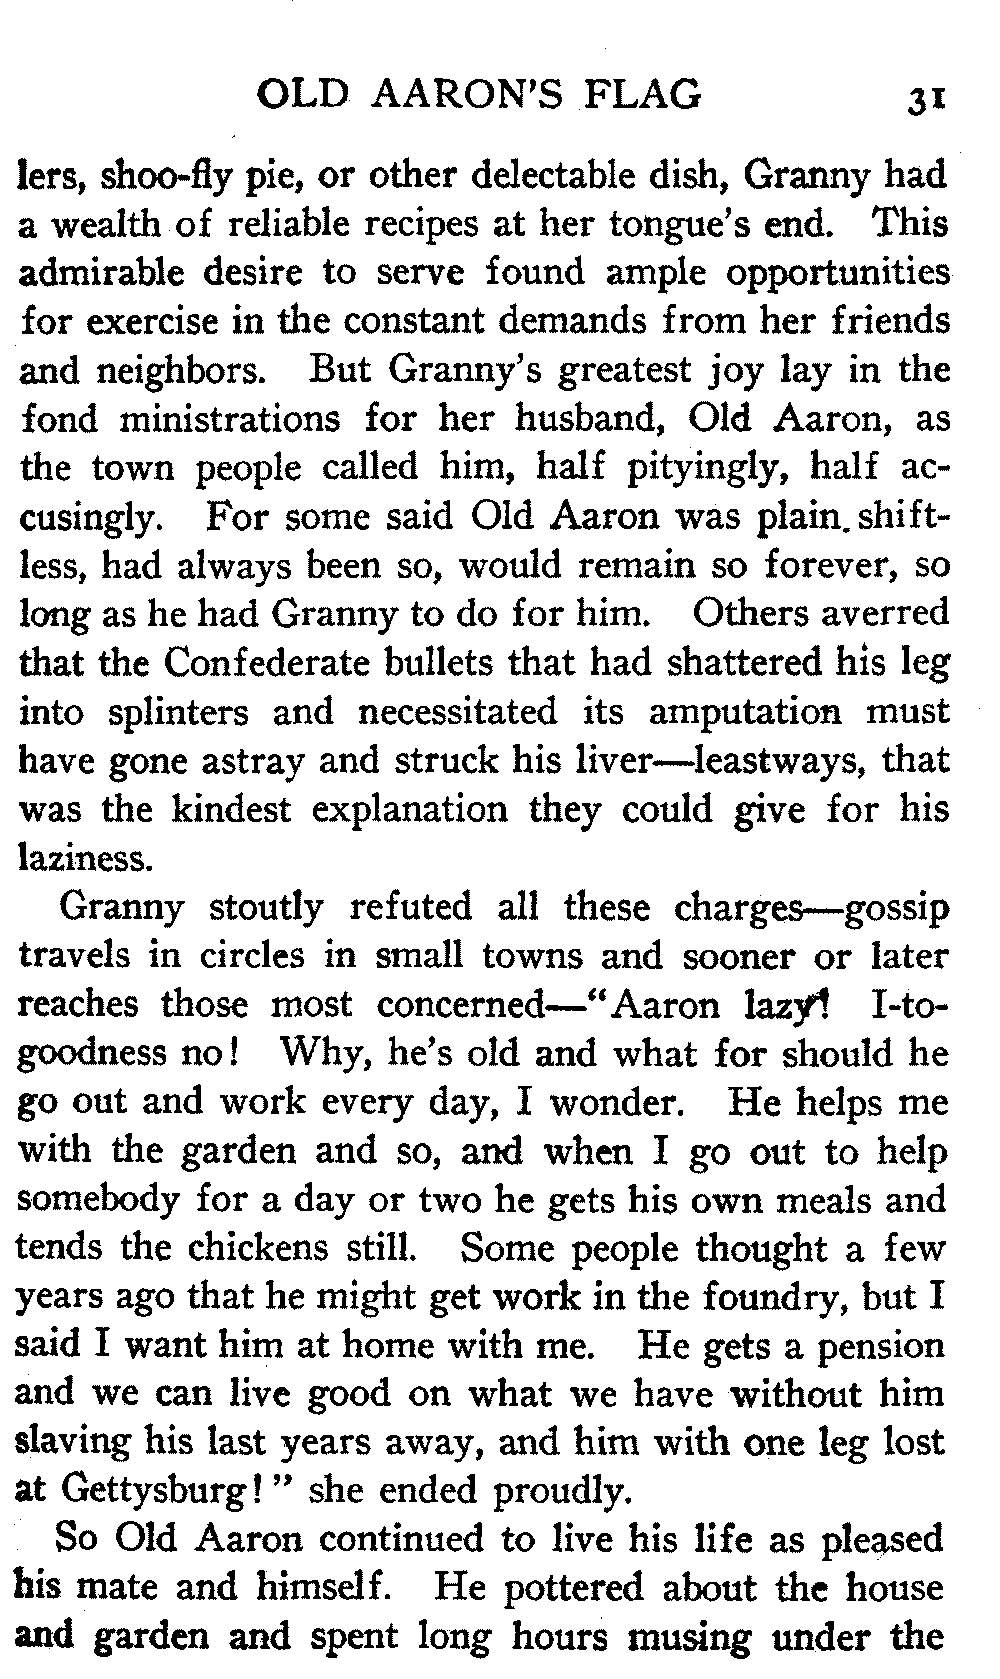 OLD AARON'S FLAG 31
lers, shoo-fly pie, or other delectable dish, Granny had
a wealth of reliable recipes at her tongue's end. This
admirable desire to serve found ample opportunities
for exercise in the constant demands from her friends
and neighbors. But Granny's greatest joy lay in the
fond ministrations for her husband, Old Aaron, as
the town people called him, half pityingly, half ac-
cusingly. For some said Old Aaron was plain. shift-
less, had always been so, would remain so forever, so
long as he had Granny to do for him. Others averred
that the Confederate bullets that had shattered his leg
into splinters and necessitated its amputation must
have gone astray and struck his liver—leastways, that
was the kindest explanation they could give for his
laziness.
Granny stoutly refuted all these charges—gossip
travels in circles in small towns and sooner or later
reaches those most concerned—"Aaron lazy! I-to-
goodness no! Why, he's old and what for should he
go out and work every day, I wonder. He helps me
with the garden and so, and when I go out to help
somebody for a day or two he gets his own meals and
tends the chickens still. Some people thought a few
years ago that he might get work in the foundry, but I
said I want him at home with me. He gets a pension
and we can live good on what we have without him
slaving his last years away, and him with one leg lost
at Gettysburg!" she ended proudly.
So Old Aaron continued to live his life as pleased
his mate and himself. He pottered about the house
and garden and spent long hours musing under the